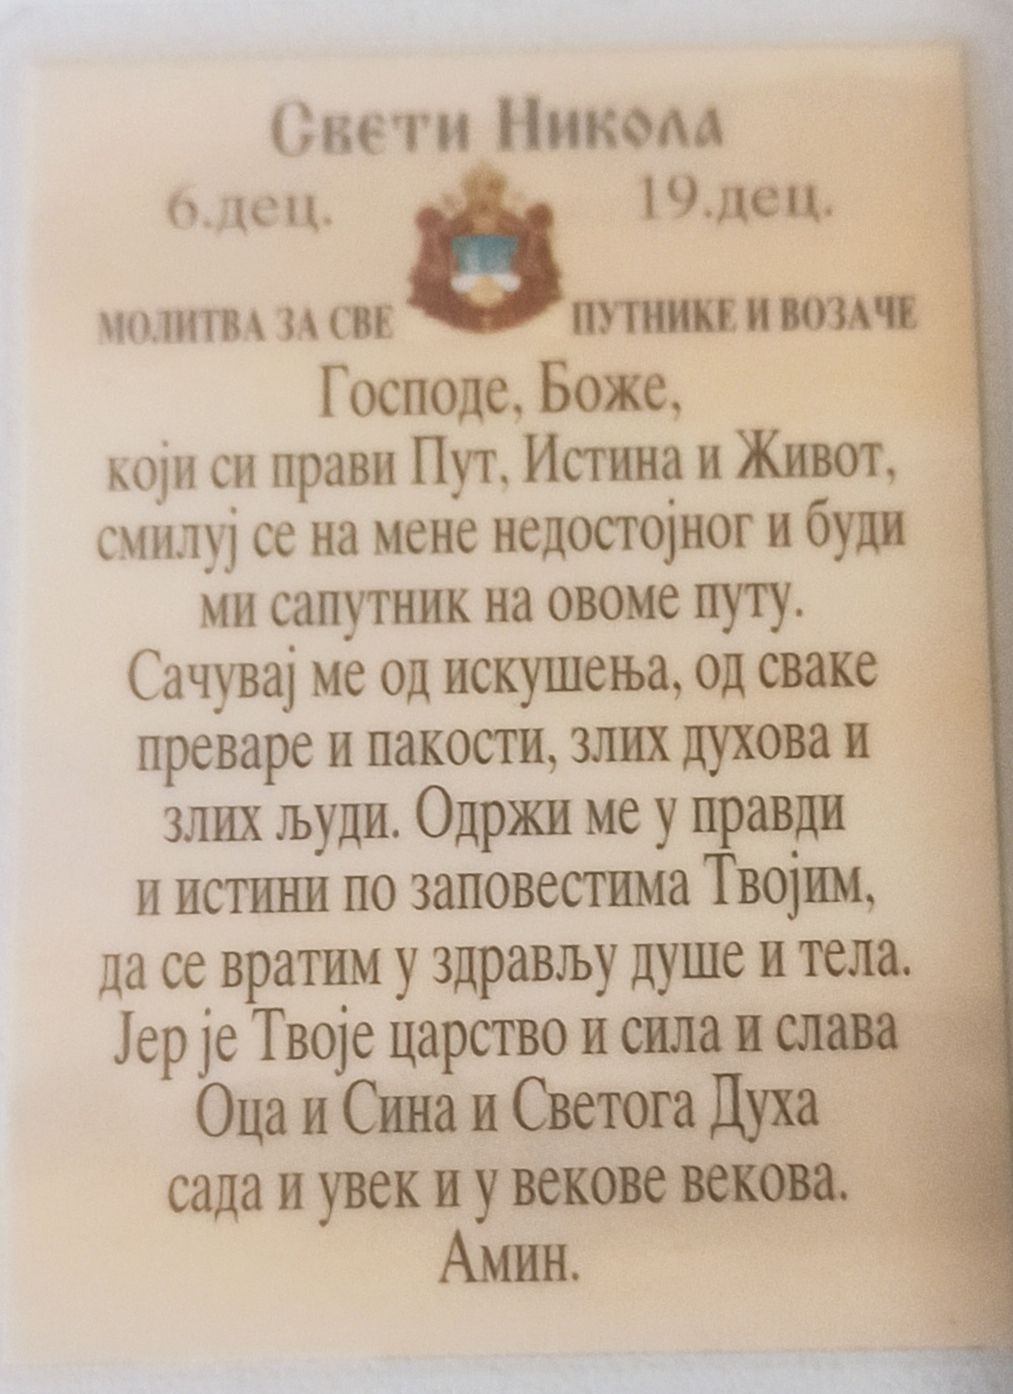 Свети Никола
6.дец. 19.дец.
МОЛИТВА ЗА СВЕ ПУТНИКЕ И ВОЗАЧЕ
Господе, Боже,
који си прави Пут, Истина и Живот,
смилуј се на мене недостојног и буди
ми сапутник на овоме путу.
Сачувај ме од искушења, од сваке
преваре и пакости, злих духова и
злих људи. Одржи ме у правди
и истини по заповестима Твојим,
да се вратим у здрављу душе и тела.
Јер је Твоје царство и сила и слава
Оца и Сина и Светога Духа
сада и увек и у векове векова.
Амин.